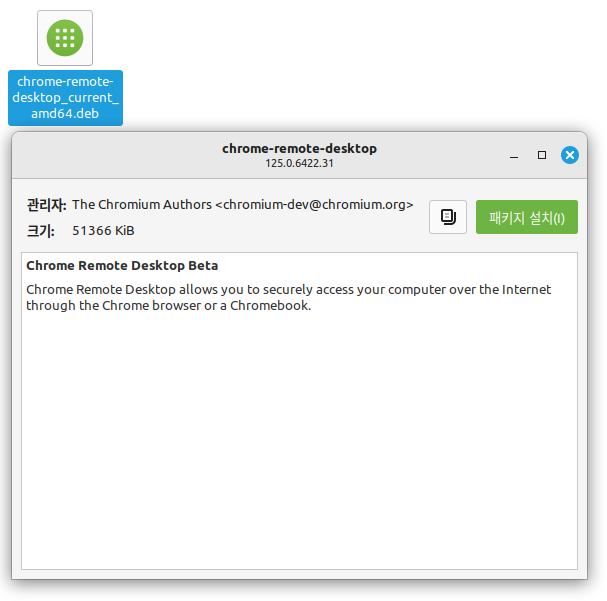 chrome-remote-
desktop_current_
amd64.deb
chrome-remote-desktop
125.0.6422.31
관리자: The Chromium Authors <chromium-dev@chromium.org>
크기: 51366 KiB
패키지 설치(I)
Chrome Remote Desktop Beta
Chrome Remote Desktop allows you to securely access your computer over the Internet
through the Chrome browser or a Chromebook.